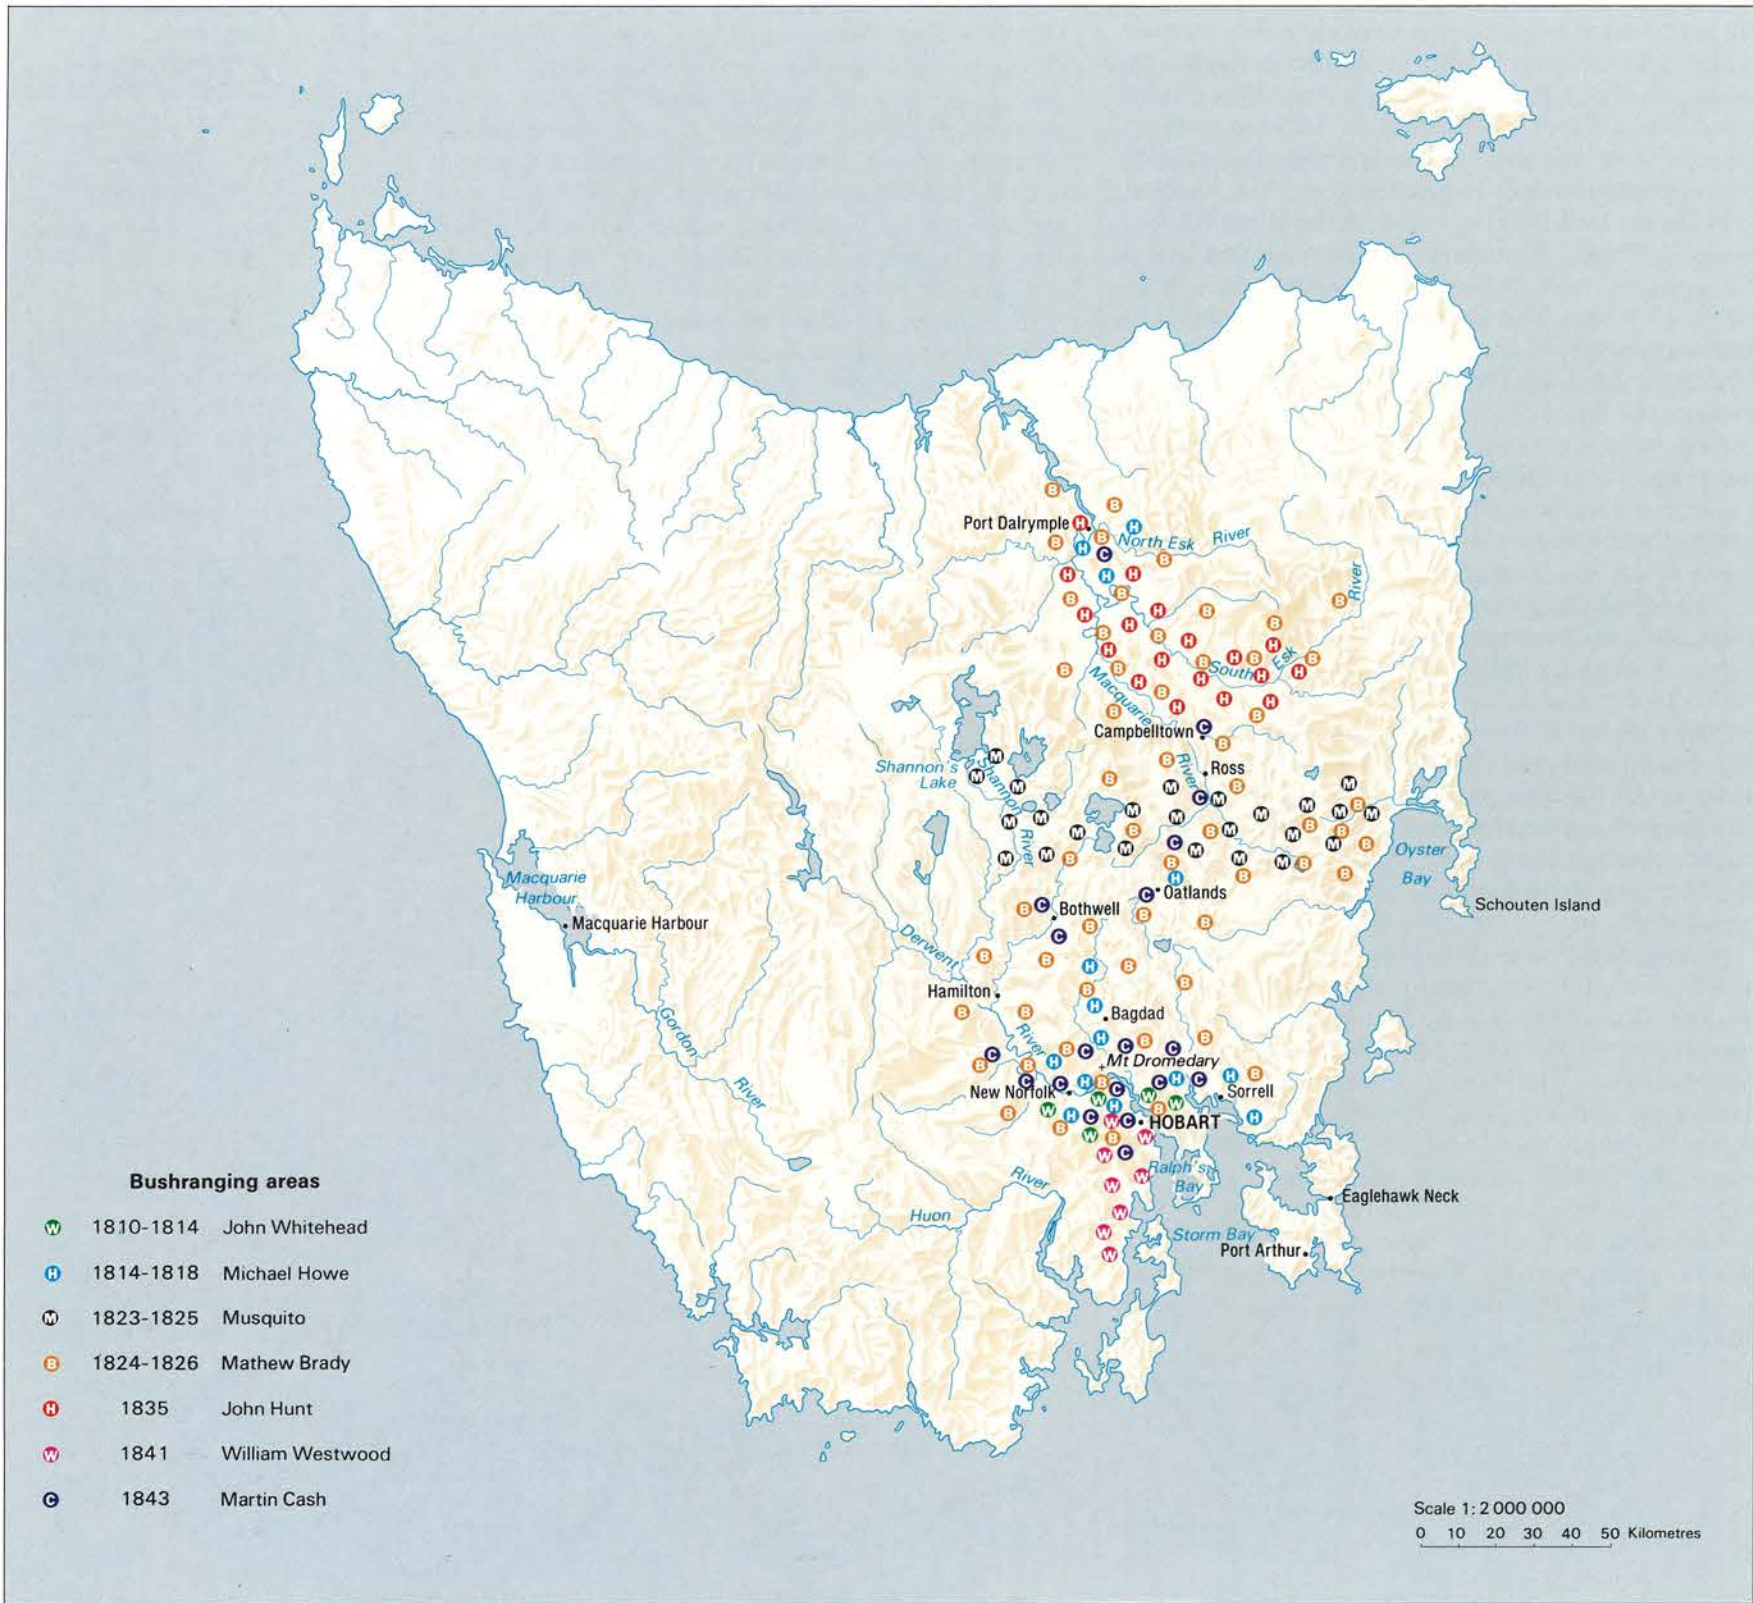 Port Dalrymple
North Esk River
River
South Esk
Macquarie
River
Campbelltown
Ross
Shannon's
Lake
Shannon
River
Oyster
Bay
Schouten Island
Oatlands
Bothwell
Macquarie
Harbour
Macquarie Harbour
Derwent
River
Hamilton
Bagdad
Gordon
River
Mt Dromedary
New Norfolk
Sorrell
HOBART
Ralph's
Bay
River
Huon
Eaglehawk Neck
Storm Bay
Port Arthur
Bushranging areas
W 1810-1814 John Whitehead
H 1814-1818 Michael Howe
M 1823-1825 Musquito
B 1824-1826 Mathew Brady
H 1835 John Hunt
W 1841 William Westwood
C 1843 Martin Cash
Scale 1:2 000 000
0 10 20 30 40 50 Kilometres